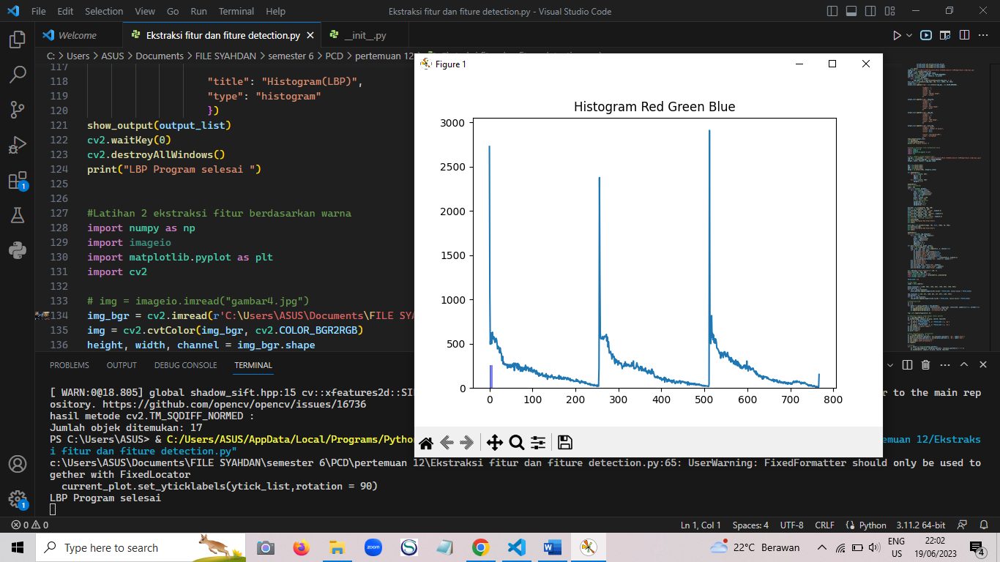 File Edit Selection View Go Run Terminal Help
Ekstraksi fitur dan fiture detection.py - Visual Studio Code
Welcome
Ekstraksi fitur dan fiture detection.py
__init__.py
C: > Users > ASUS > Documents > FILE SYAHDAN > semester 6 > PCD > pertemuan 12
117
118 "title": "Histogram(LBP)",
119 "type": "histogram"
120 })
121 show_output(output_list)
122 cv2.waitKey(0)
123 cv2.destroyAllWindows()
124 print("LBP Program selesai ")
125
126
127 #Latihan 2 ekstraksi fitur berdasarkan warna
128 import numpy as np
129 import imageio
130 import matplotlib.pyplot as plt
131 import cv2
132
133 # img = imageio.imread("gambar4.jpg")
134 img_bgr = cv2.imread(r'C:\Users\ASUS\Documents\FILE SYA
135 img = cv2.cvtColor(img_bgr, cv2.COLOR_BGR2RGB)
136 height, width, channel = img_bgr.shape
Figure 1
Histogram Red Green Blue
3000
2500
2000
1500
1000
500
0
0 100 200 300 400 500 600 700 800
PROBLEMS OUTPUT DEBUG CONSOLE TERMINAL
[ WARN:0@18.805] global shadow_sift.hpp:15 cv::xfeatures2d::SI
r to the main rep
ository. https://github.com/opencv/opencv/issues/16736
hasil metode cv2.TM_SQDIFF_NORMED :
Jumlah objek ditemukan: 17
PS C:\Users\ASUS> & C:/Users/ASUS/AppData/Local/Programs/Pytho
emuan 12/Ekstraks
i fitur dan fiture detection.py"
c:\Users\ASUS\Documents\FILE SYAHDAN\semester 6\PCD\pertemuan 12\Ekstraksi fitur dan fiture detection.py:65: UserWarning: FixedFormatter should only be used to
gether with FixedLocator
current_plot.set_yticklabels(ytick_list,rotation = 90)
LBP Program selesai
0 0
Ln 1, Col 1 Spaces: 4 UTF-8 CRLF Python 3.11.2 64-bit
Type here to search
zoom
22°C Berawan
ENG
US
22:02
19/06/2023
4
1
1